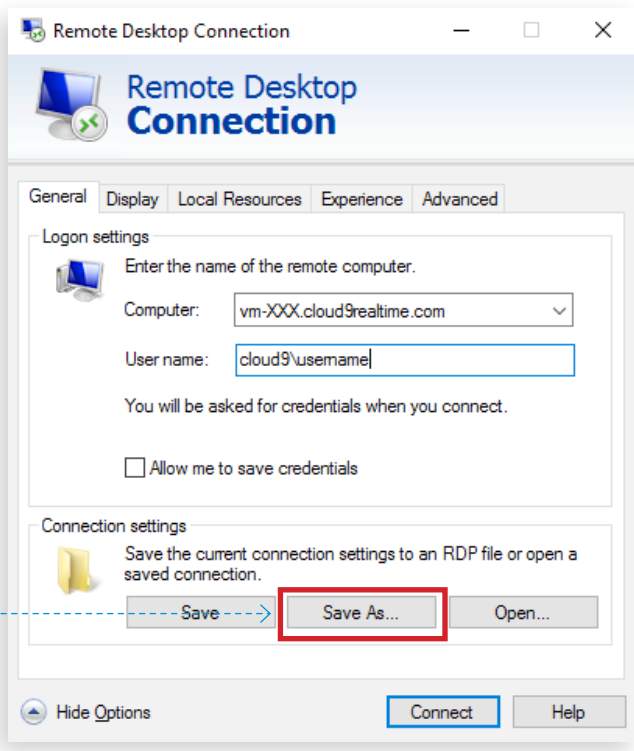 Remote Desktop Connection
Remote Desktop
Connection
General Display Local Resources Experience Advanced
Logon settings
Enter the name of the remote computer.
Computer: vm-XXX.cloud9realtime.com
User name: cloud9\username
You will be asked for credentials when you connect.
Allow me to save credentials
Connection settings
Save the current connection settings to an RDP file or open a
saved connection.
Save Save As... Open...
Hide Options Connect Help